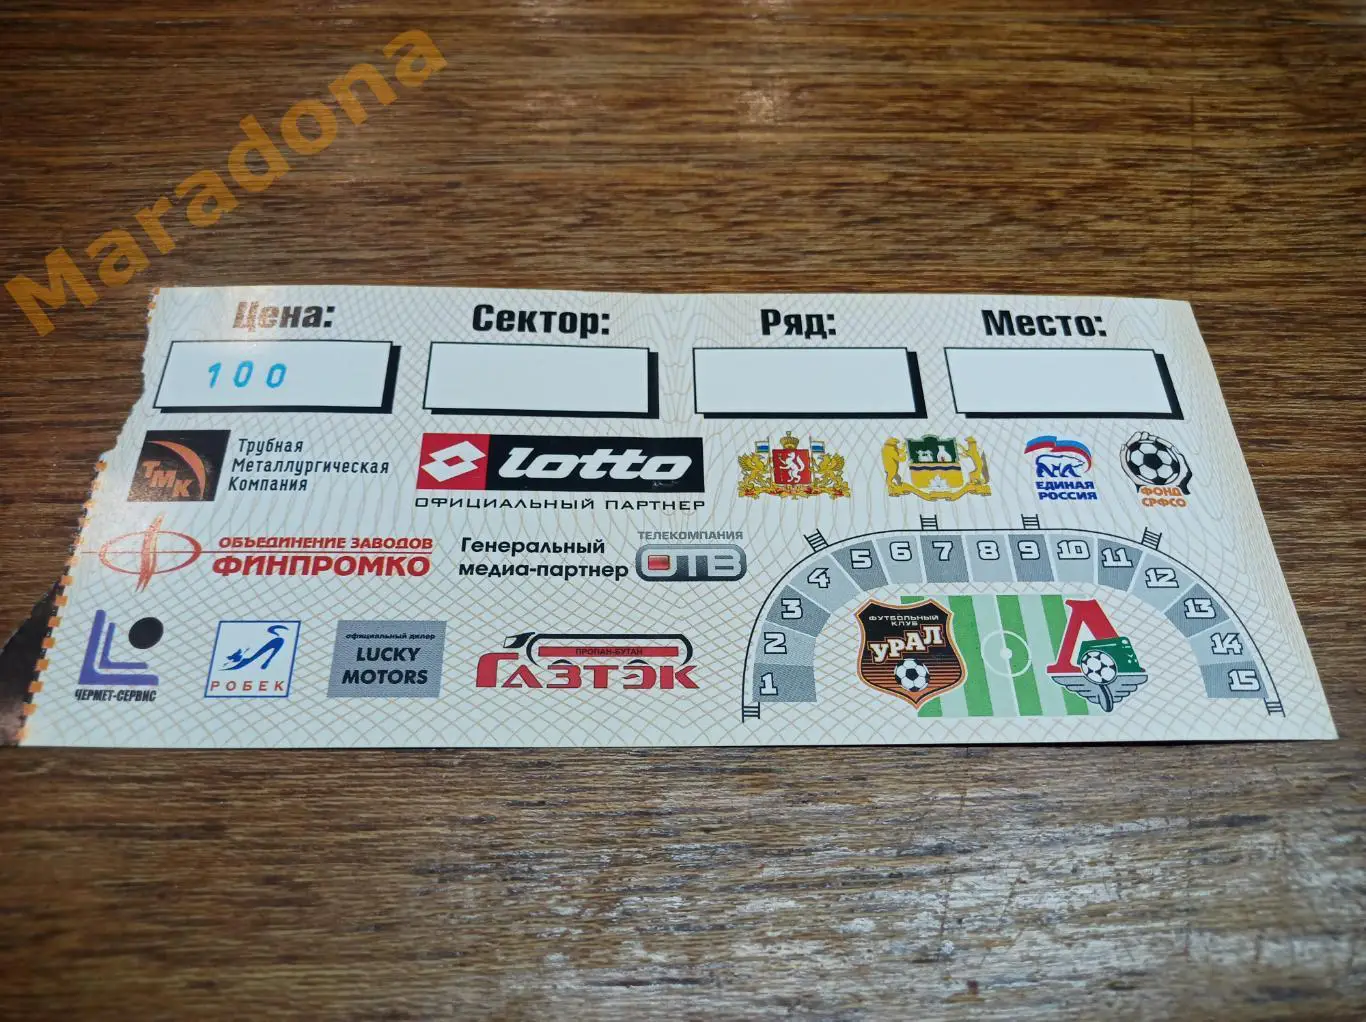 Maradona
Цена:
Сектор:
Ряд:
Место:
100
ТМК
Трубная
Металлургическая
Компания
lotto
ОФИЦИАЛЬНЫЙ ПАРТНЕР
ЕДИНАЯ
РОССИЯ
ФОНД
СРФСО
ОБЪЕДИНЕНИЕ ЗАВОДОВ
ФИНПРОМКО
Генеральный
медиа-партнер
ТЕЛЕКОМПАНИЯ
ОТВ
ЧЕРМЕТ-СЕРВИС
РОБЕК
официальный дилер
LUCKY
MOTORS
ПРОПАН-БУТАН
ГАЗТЭК
1 2 3 4 5 6 7 8 9 10 11 12 13 14 15
ФУТБОЛЬНЫЙ
КЛУБ
УРАЛ
Л